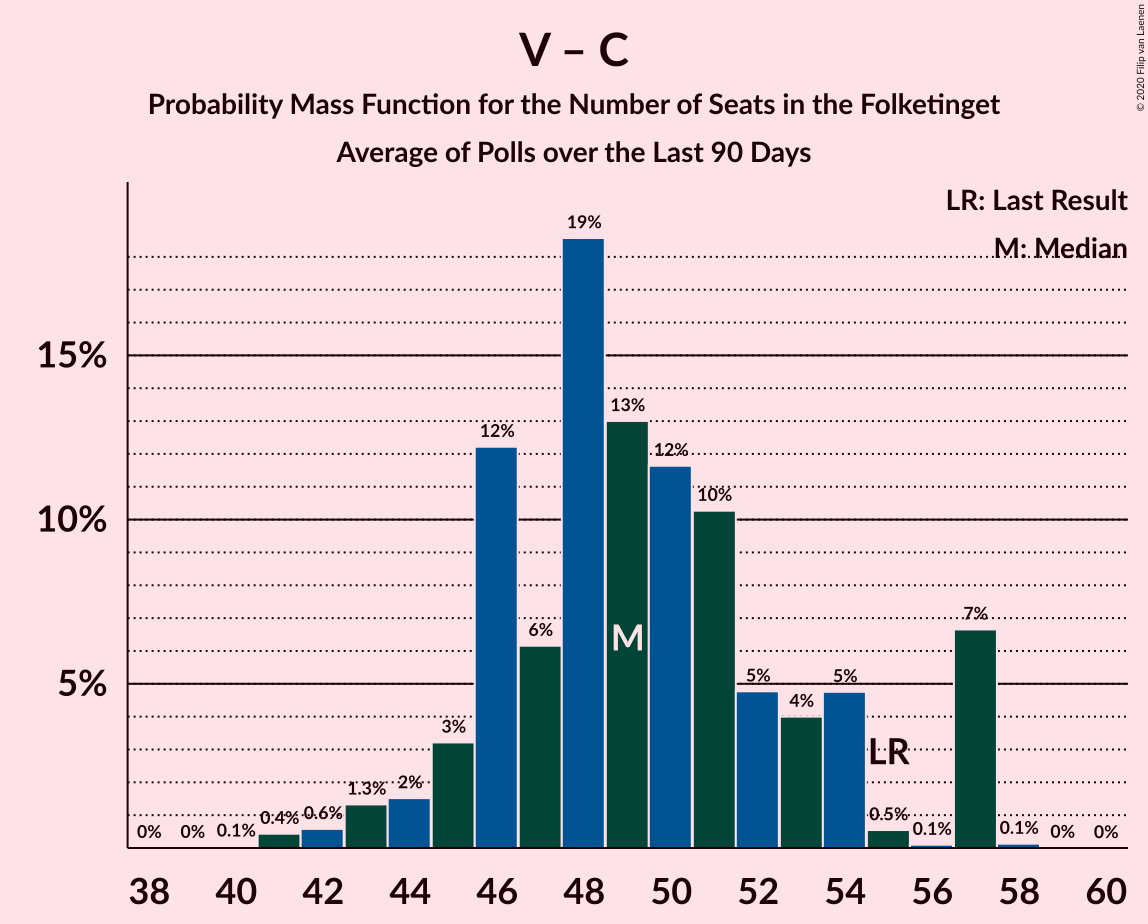 V – C
Probability Mass Function for the Number of Seats in the Folketinget
Average of Polls over the Last 90 Days
© 2020 Filip van Laenen
LR: Last Result
M: Median
15%
10%
5%
0%
0%
0.1%
0.4%
0.6%
1.3%
2%
3%
12%
6%
19%
13%
12%
10%
5%
4%
5%
0.5%
0.1%
7%
0.1%
0%
0%
M
LR
38 40 42 44 46 48 50 52 54 56 58 60